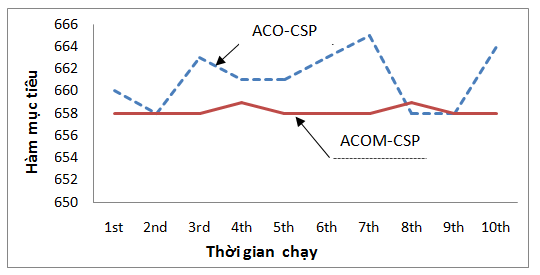 666
664
662
660
658
656
654
652
650
Hàm mục tiêu
ACO-CSP
ACOM-CSP
1st 2nd 3rd 4th 5th 6th 7th 8th 9th 10th
Thời gian chạy